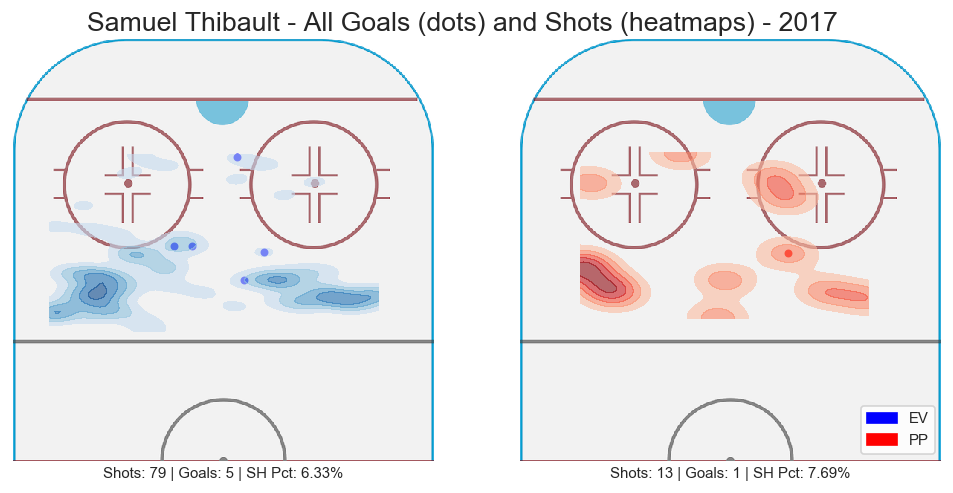 Samuel Thibault - All Goals (dots) and Shots (heatmaps) - 2017
EV
PP
Shots: 79 | Goals: 5 | SH Pct: 6.33%
Shots: 13 | Goals: 1 | SH Pct: 7.69%